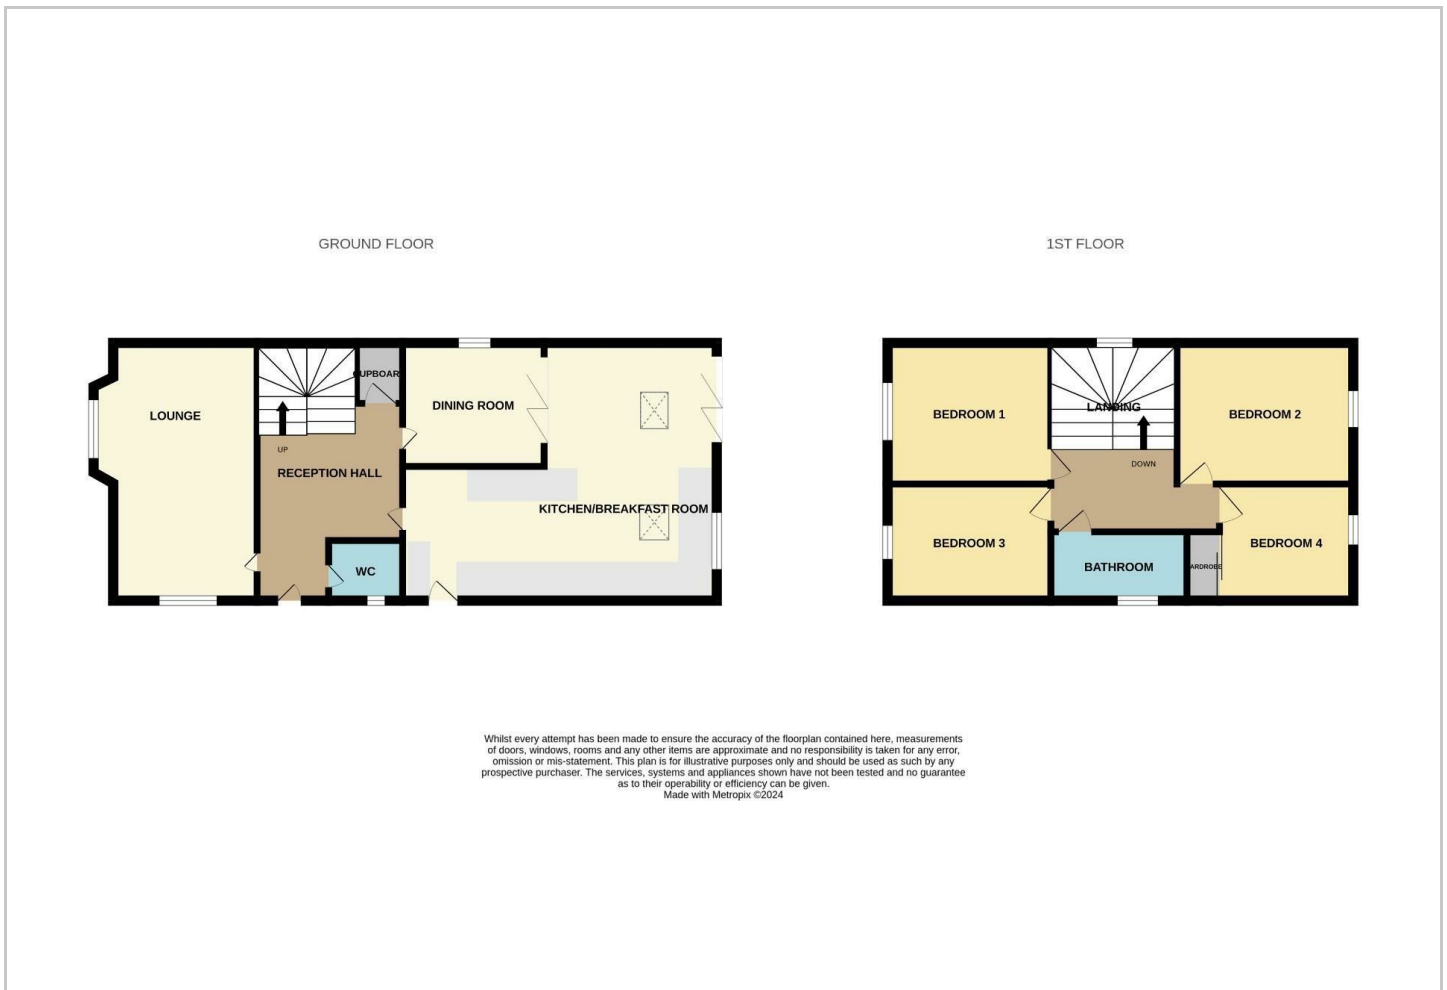 GROUND FLOOR
1ST FLOOR
CUPBOAR
LOUNGE
DINING ROOM
UP
RECEPTION HALL
KITCHEN/BREAKFAST ROOM
WC
BEDROOM 1
LANDING
BEDROOM 2
DOWN
BEDROOM 3
BEDROOM 4
BATHROOM
ARDROBE
Whilst every attempt has been made to ensure the accuracy of the floorplan contained here, measurements
of doors, windows, rooms and any other items are approximate and no responsibility is taken for any error,
omission or mis-statement. This plan is for illustrative purposes only and should be used as such by any
prospective purchaser. The services, systems and appliances shown have not been tested and no guarantee
as to their operability or efficiency can be given.
Made with Metropix ©2024